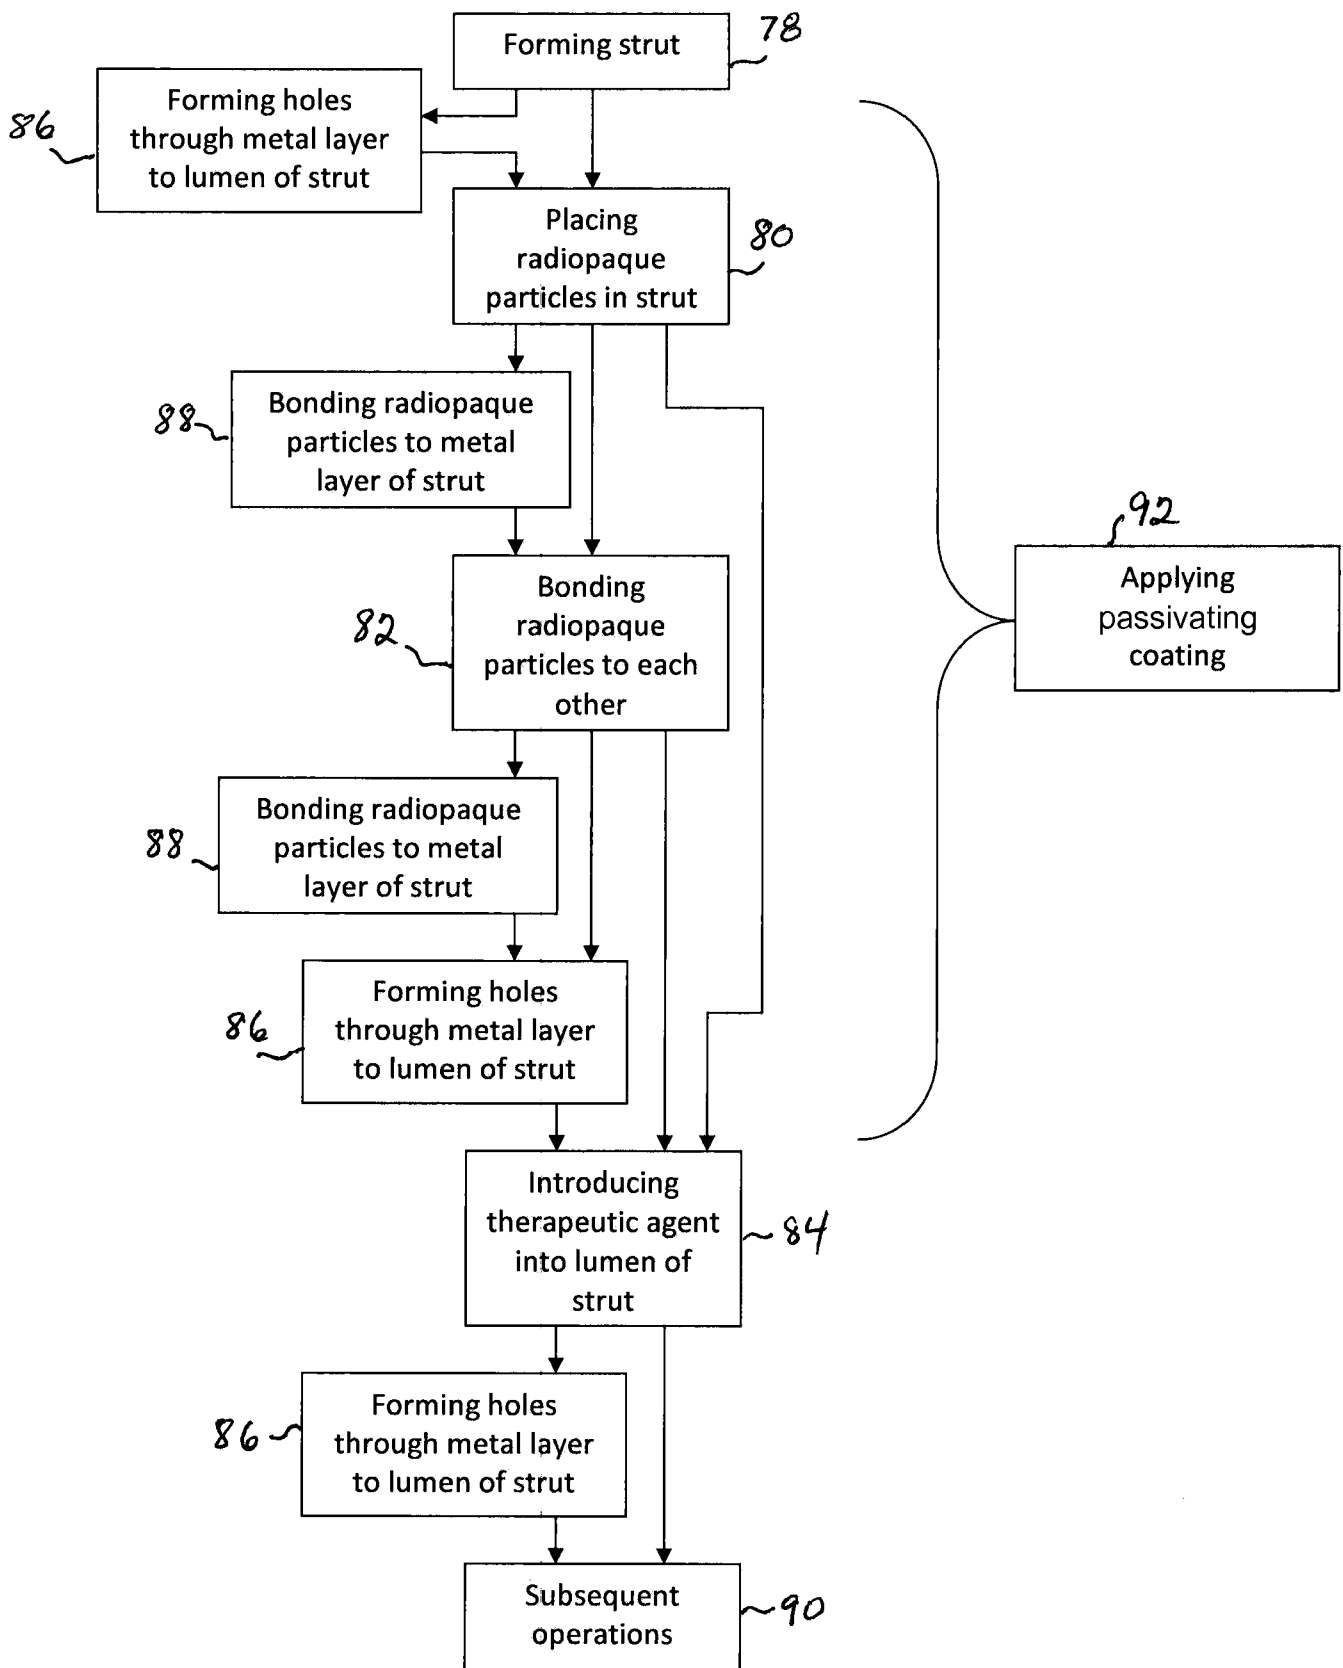 Forming strut
78
Forming holes
through metal layer
to lumen of strut
86
Placing
radiopaque
particles in strut
80
Bonding radiopaque
particles to metal
layer of strut
88
92
Applying
passivating
coating
Bonding
radiopaque
particles to each
other
82
Bonding radiopaque
particles to metal
layer of strut
88
Forming holes
through metal layer
to lumen of strut
86
Introducing
therapeutic agent
into lumen of
strut
84
Forming holes
through metal layer
to lumen of strut
86
Subsequent
operations
90